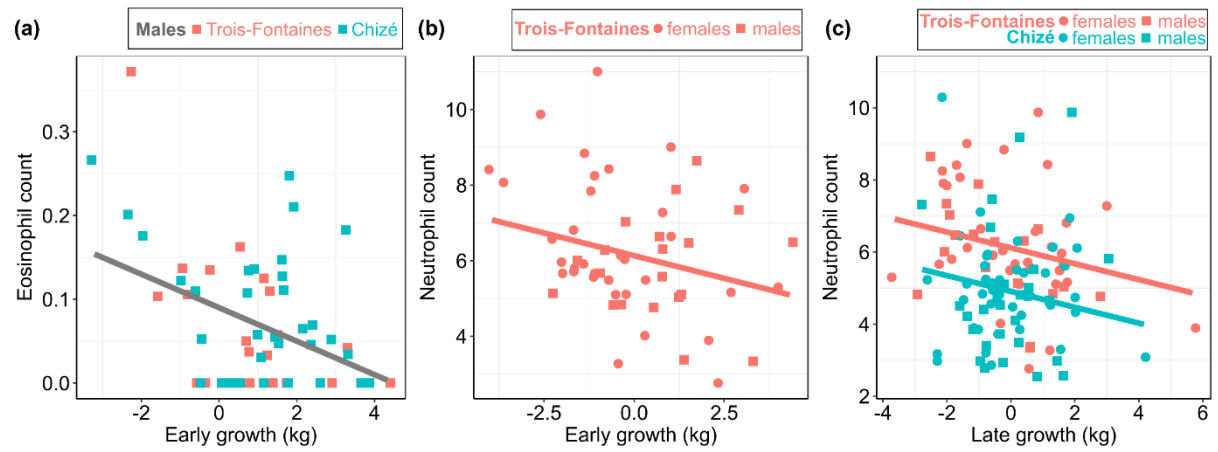 (a)
Males Trois-Fontaines Chizé
Eosinophil count
0.3
0.2
0.1
0.0
-2 0 2 4
Early growth (kg)
(b)
Trois-Fontaines females males
Neutrophil count
10
8
6
4
-2.5 0.0 2.5
Early growth (kg)
(c)
Trois-Fontaines females males
Chizé females males
Neutrophil count
10
8
6
4
2
-4 -2 0 2 4 6
Late growth (kg)